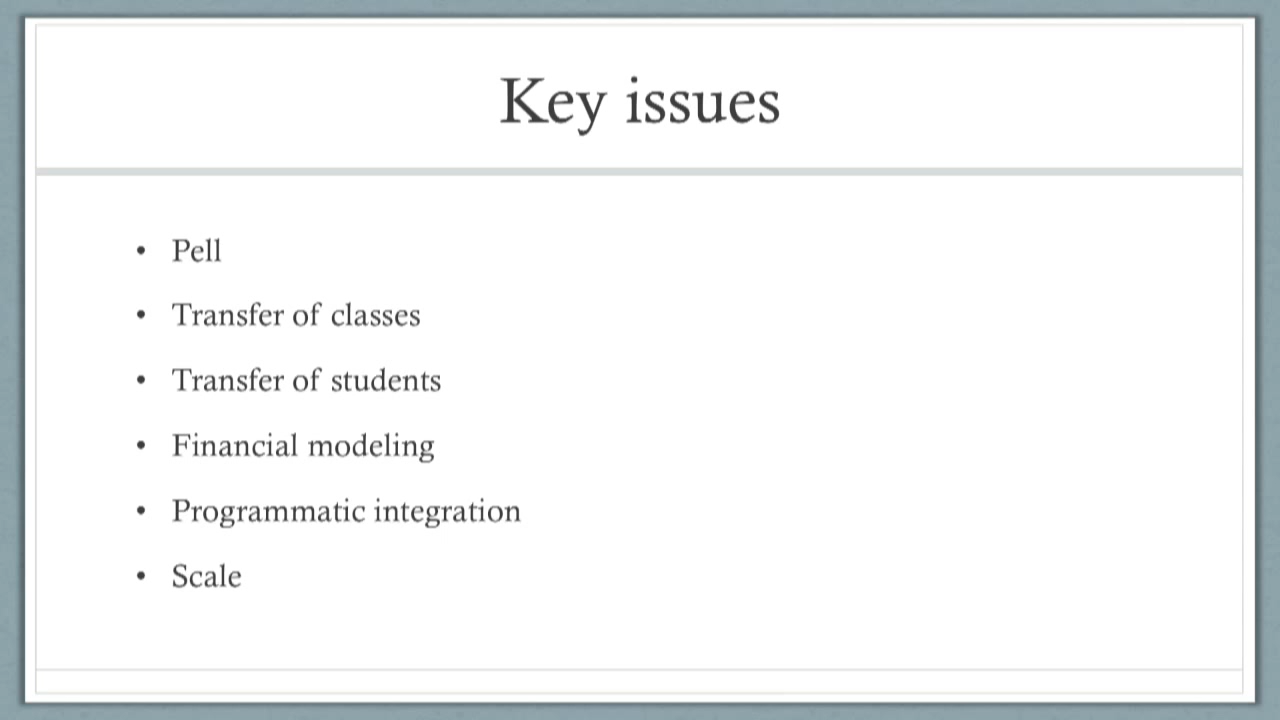 Key issues
• Pell
• Transfer of classes
• Transfer of students
• Financial modeling
• Programmatic integration
• Scale